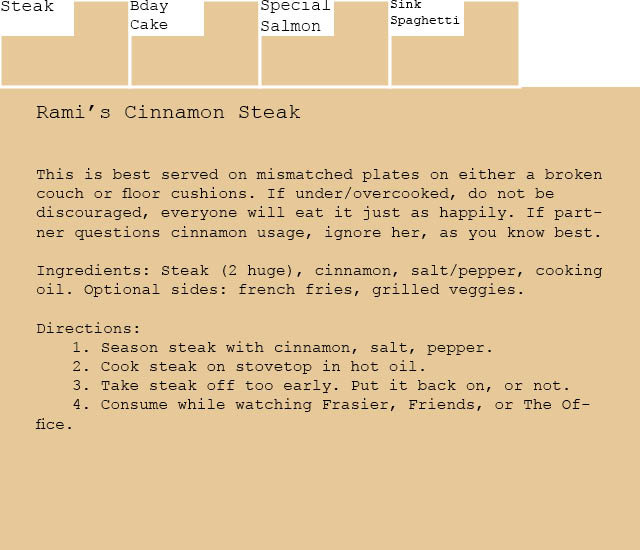 Steak
Bday
Cake
Special
Salmon
Sink
Spaghetti
Rami’s Cinnamon Steak
This is best served on mismatched plates on either a broken
couch or floor cushions. If under/overcooked, do not be
discouraged, everyone will eat it just as happily. If part-
ner questions cinnamon usage, ignore her, as you know best.
Ingredients: Steak (2 huge), cinnamon, salt/pepper, cooking
oil. Optional sides: french fries, grilled veggies.
Directions:
1. Season steak with cinnamon, salt, pepper.
2. Cook steak on stovetop in hot oil.
3. Take steak off too early. Put it back on, or not.
4. Consume while watching Frasier, Friends, or The Of-
fice.